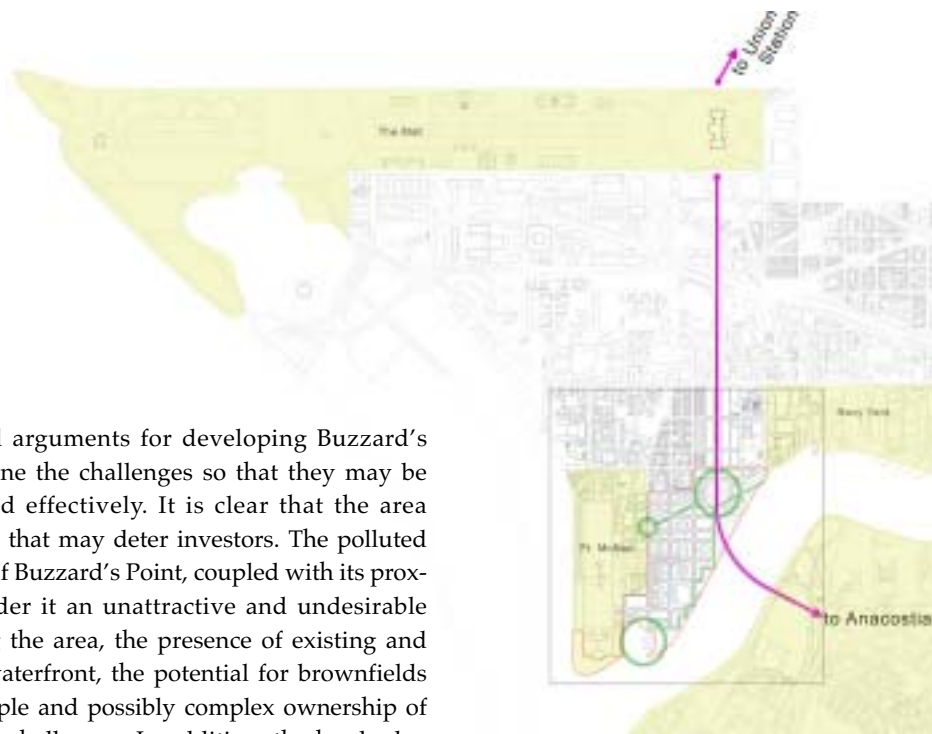 to Union
Station
The Mall
Navy Yard
Ft. McNair
to Anacostia
l arguments for developing Buzzard's
ne the challenges so that they may be
d effectively. It is clear that the area
that may deter investors. The polluted
f Buzzard's Point, coupled with its prox-
der it an unattractive and undesirable
the area, the presence of existing and
vaterfront, the potential for brownfields
ple and possibly complex ownership of